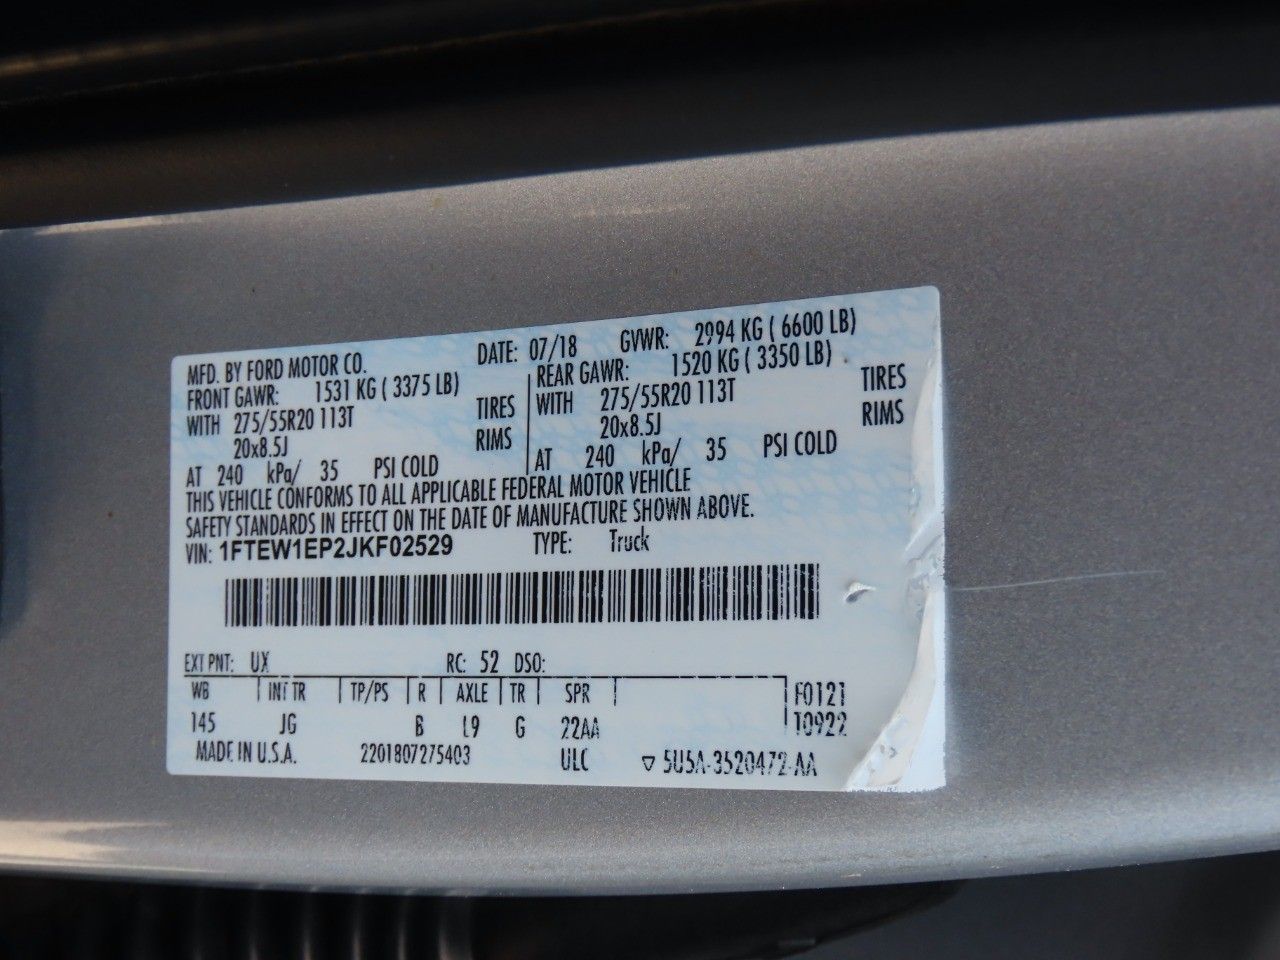 MFD. BY FORD MOTOR CO. DATE: 07/18 GVWR: 2994 KG ( 6600 LB)
FRONT GAWR: 1531 KG ( 3375 LB) REAR GAWR: 1520 KG ( 3350 LB)
WITH 275/55R20 113T TIRES WITH 275/55R20 113T TIRES
20x8.5J RIMS 20x8.5J RIMS
AT 240 kPa/ 35 PSI COLD AT 240 kPa/ 35 PSI COLD
THIS VEHICLE CONFORMS TO ALL APPLICABLE FEDERAL MOTOR VEHICLE
SAFETY STANDARDS IN EFFECT ON THE DATE OF MANUFACTURE SHOWN ABOVE.
VIN: 1FTEW1EP2JKF02529 TYPE: Truck
EXT PNT: UX RC: 52 DSO:
WB INT TR TP/PS R AXLE TR SPR F0121
145 JG B L9 G 22AA T0922
MADE IN U.S.A. 2201807275403 ULC ▽ 5U5A-3520472-AA